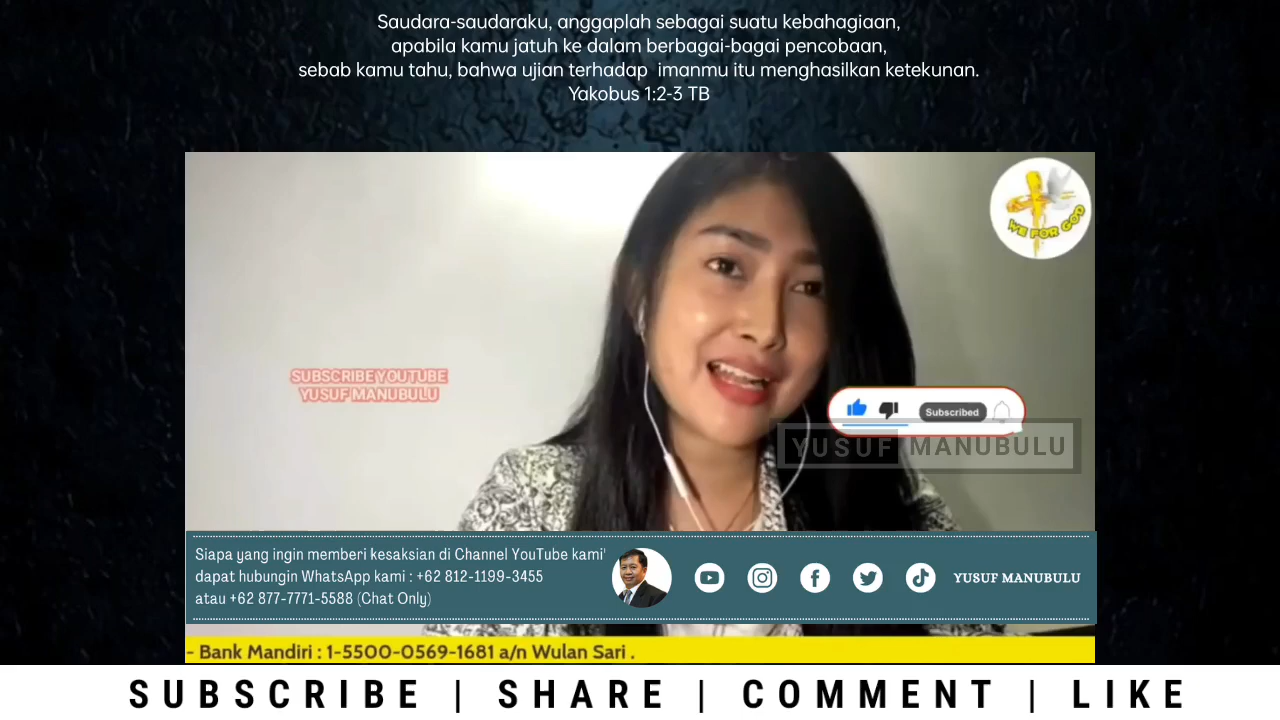 Saudara-saudaraku, anggaplah sebagai suatu kebahagiaan,
apabila kamu jatuh ke dalam berbagai-bagai pencobaan,
sebab kamu tahu, bahwa ujian terhadap  imanmu itu menghasilkan ketekunan.
Yakobus 1:2-3 TB
WE FOR GOD
SUBSCRIBE YOUTUBE
YUSUF MANUBULU
Subscribed
YUSUF MANUBULU
Siapa yang ingin memberi kesaksian di Channel YouTube kami'
dapat hubungin WhatsApp kami : +62 812-1199-3455
atau +62 877-7771-5588 (Chat Only)
YUSUF MANUBULU
- Bank Mandiri : 1-5500-0569-1681 a/n Wulan Sari .
SUBSCRIBE | SHARE | COMMENT | LIKE